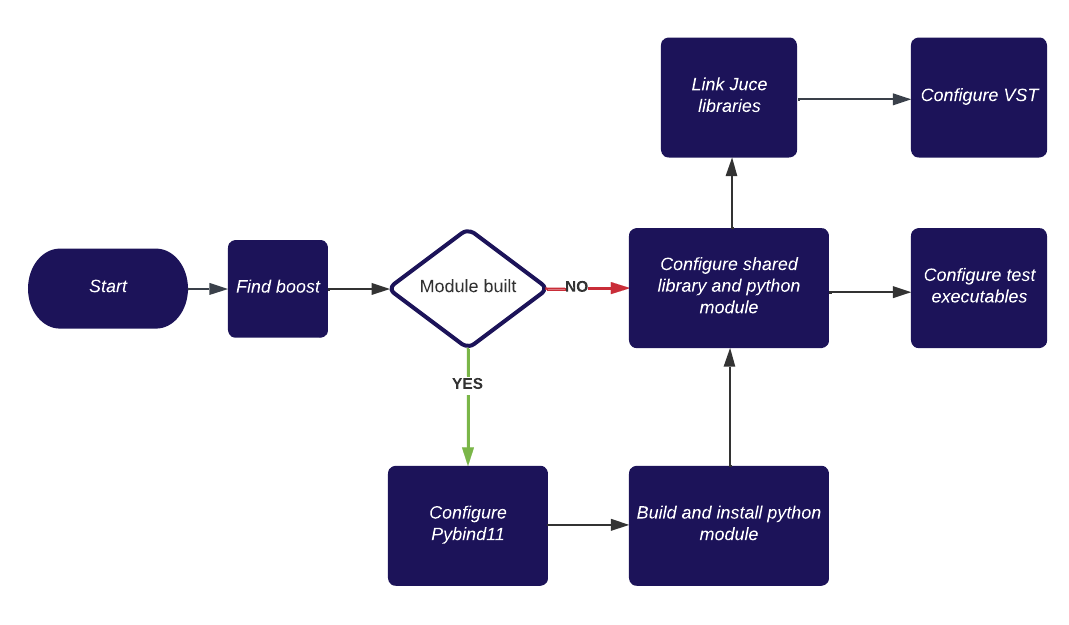 Link Juce
libraries
Configure VST
Start
Find boost
Module built
NO
Configure shared
library and python
module
Configure test
executables
YES
Configure
Pybind11
Build and install python
module